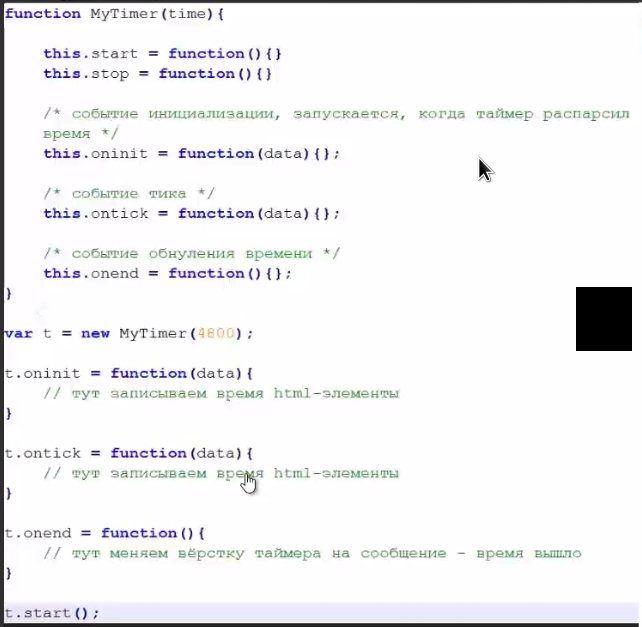 function MyTimer(time){
this.start = function(){}
this.stop = function(){}
/* событие инициализации, запускается, когда таймер распарсил
время */
this.oninit = function(data){};
/* событие тика */
this.ontick = function(data){};
/* событие обнуления времени */
this.onend = function(){};
}
var t = new MyTimer(4800);
t.oninit = function(data){
// тут записываем время html-элементы
}
t.ontick = function(data){
// тут записываем время html-элементы
}
t.onend = function(){
// тут меняем вёрстку таймера на сообщение - время вышло
}
t.start();